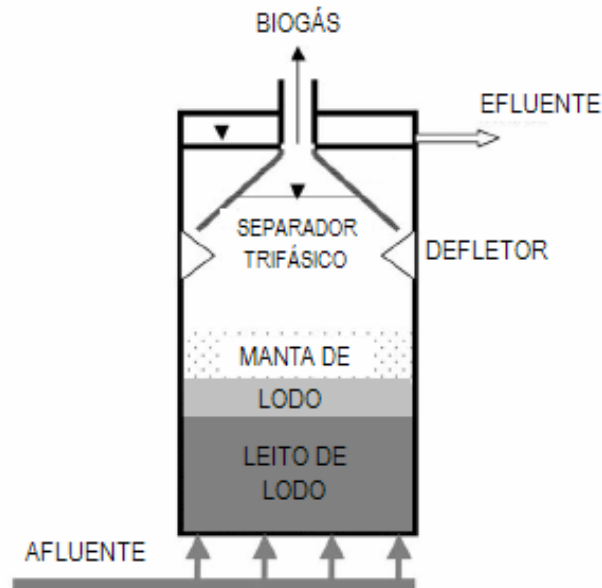 BIOGÁS
EFLUENTE
SEPARADOR
TRIFÁSICO
DEFLETOR
MANTA DE
LODO
LEITO DE
LODO
AFLUENTE